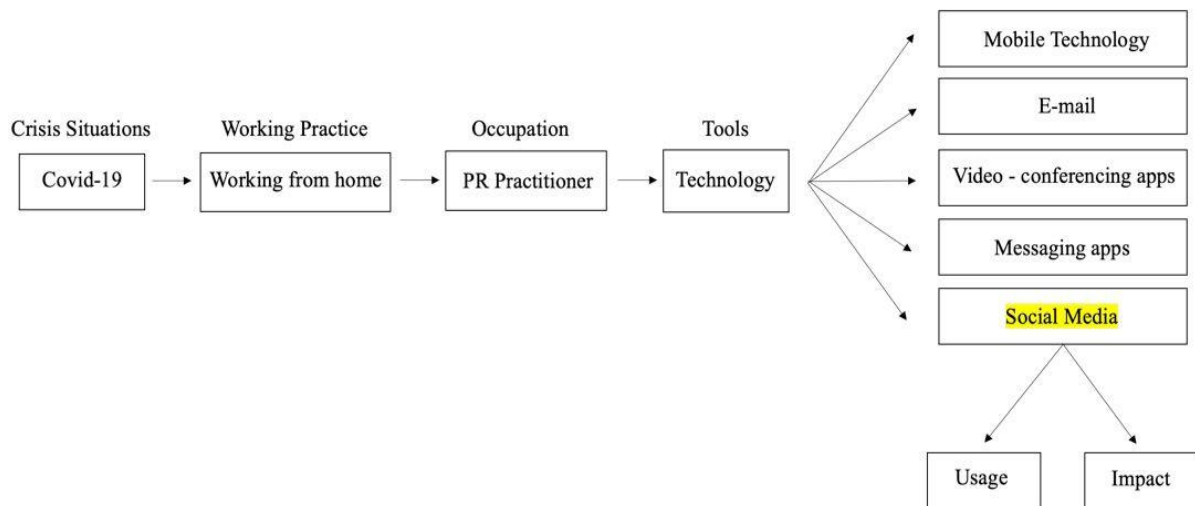 Mobile Technology
E-mail
Crisis Situations
Working Practice
Occupation
Tools
Covid-19
Working from home
PR Practitioner
Technology
Video - conferencing apps
Messaging apps
Social Media
Usage
Impact